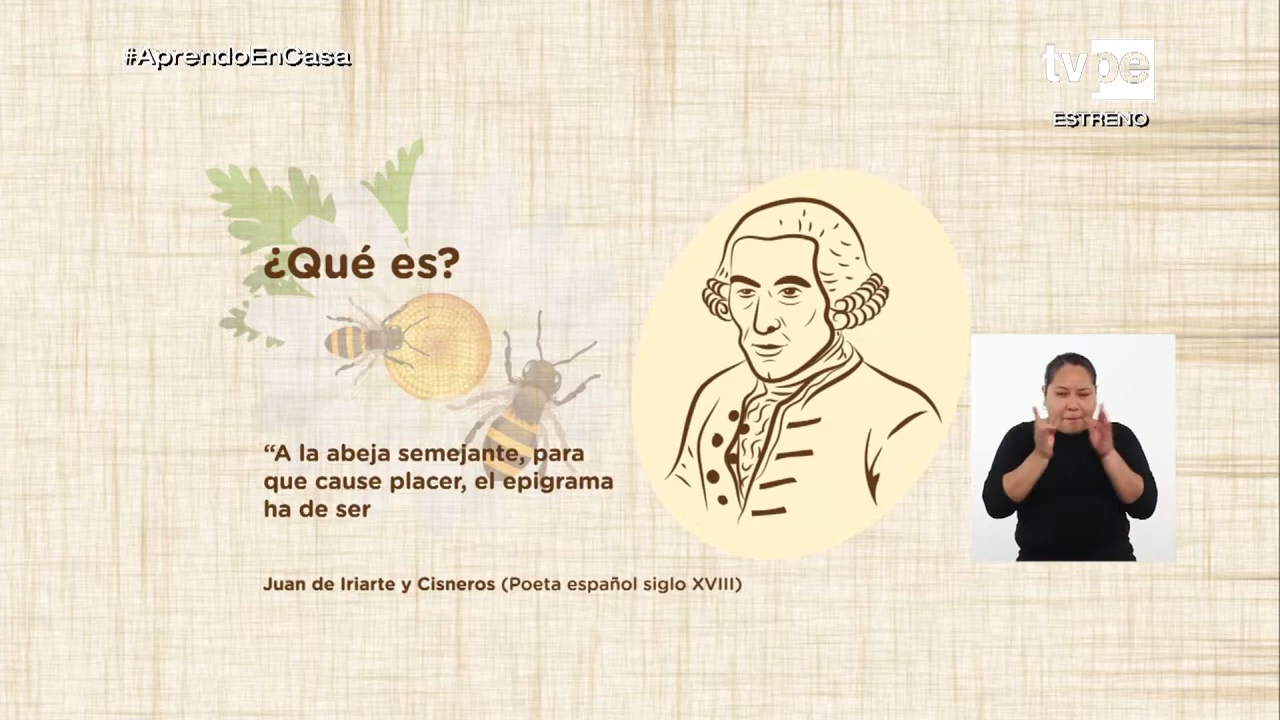 #AprendoEnCasa
tvpe
ESTRENO
¿Qué es?
“A la abeja semejante, para
que cause placer, el epigrama
ha de ser
Juan de Iriarte y Cisneros (Poeta español siglo XVIII)